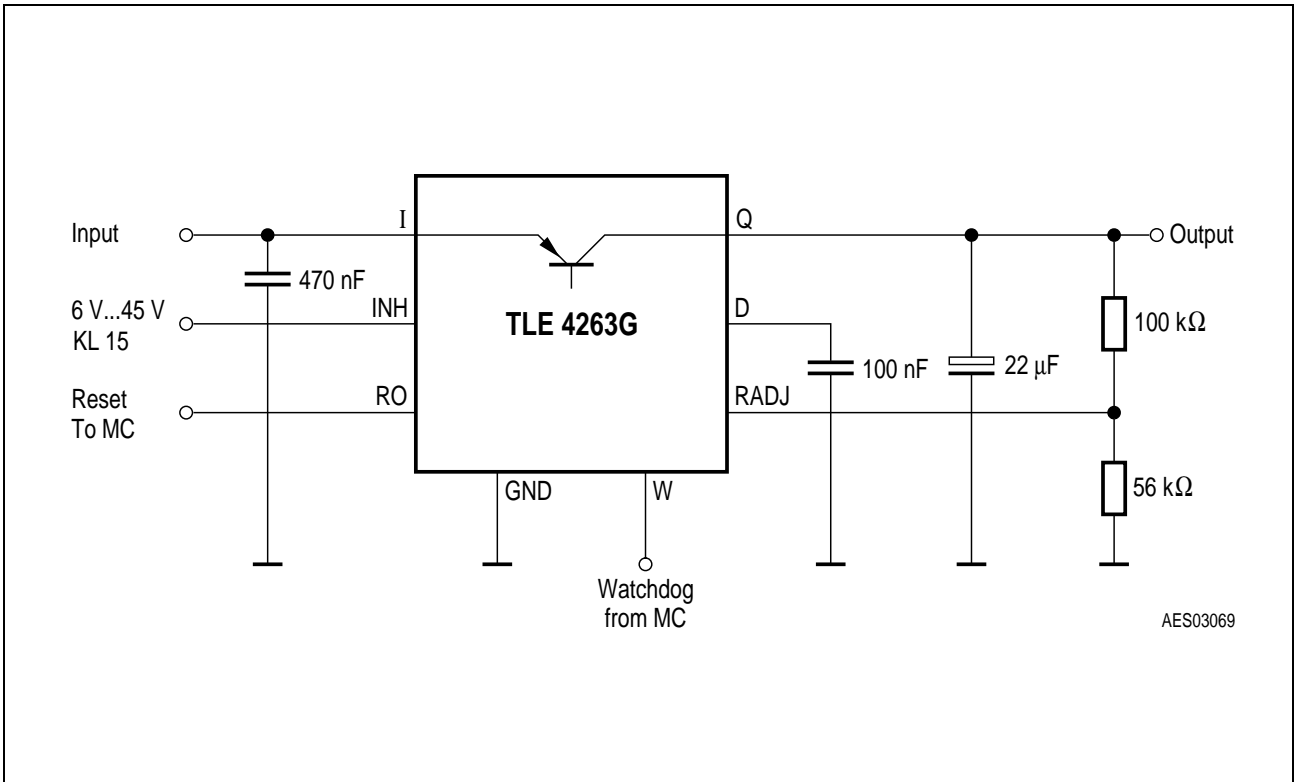 Input
I
470 nF
6 V...45 V
KL 15
INH
Reset
To MC
RO
TLE 4263G
GND
W
Watchdog
from MC
Q
Output
D
100 nF
22 μF
100 kΩ
RADJ
56 kΩ
AES03069